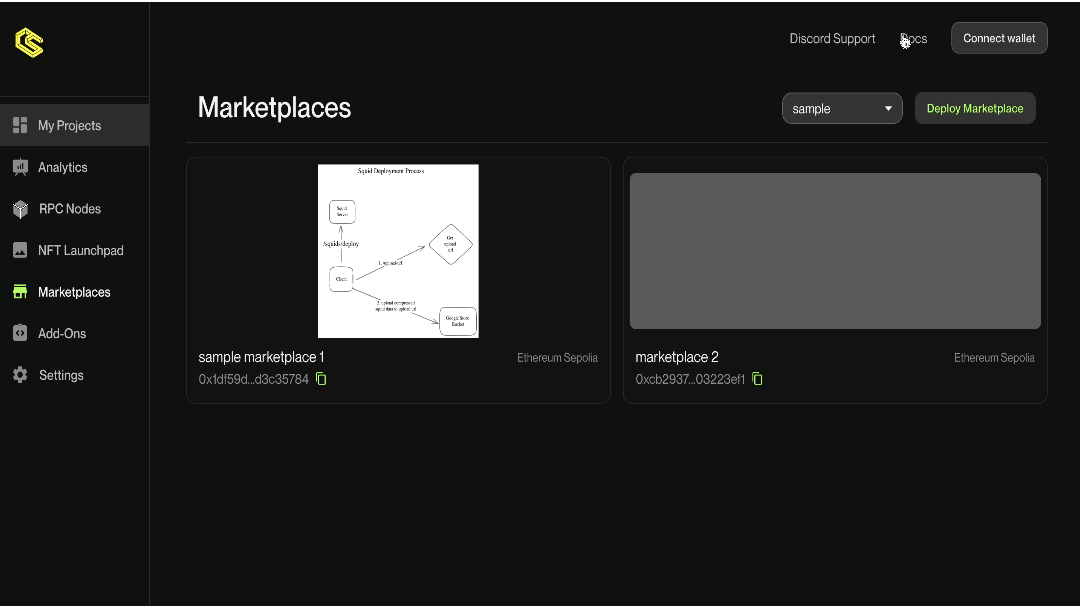 Discord Support
Docs
Connect wallet
My Projects
Analytics
RPC Nodes
NFT Launchpad
Marketplaces
Add-Ons
Settings
Marketplaces
sample
Deploy Marketplace
Squid Deployment Process
Squid
Server
/squids/deploy
Get
upload
url
1. /upload-url
Client
2. upload compressed
squid data to upload url
Google Store
Bucket
sample marketplace 1
Ethereum Sepolia
0x1df59d...d3c35784
marketplace 2
Ethereum Sepolia
0xcb2937...03223ef1